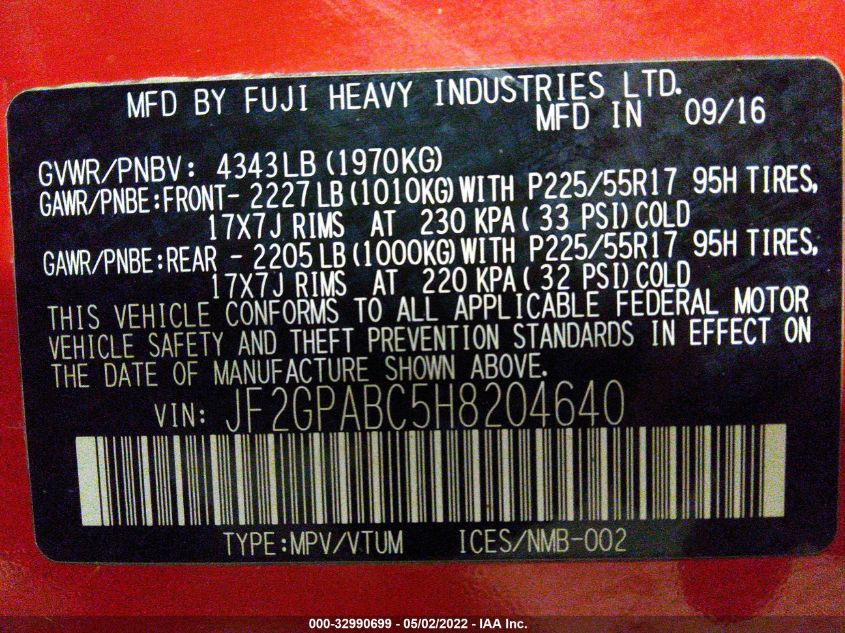 MFD BY FUJI HEAVY INDUSTRIES LTD.
MFD IN 09/16
GVWR/PNBV: 4343LB (1970KG)
GAWR/PNBE:FRONT- 2227LB (1010KG)WITH P225/55R17 95H TIRES,
17X7J RIMS AT 230 KPA( 33 PSI)COLD
GAWR/PNBE:REAR - 2205LB (1000KG)WITH P225/55R17 95H TIRES,
17X7J RIMS AT 220 KPA( 32 PSI)COLD
THIS VEHICLE CONFORMS TO ALL APPLICABLE FEDERAL MOTOR
VEHICLE SAFETY AND THEFT PREVENTION STANDARDS IN EFFECT ON
THE DATE OF MANUFACTURE SHOWN ABOVE.
VIN: JF2GPABC5H8204640
TYPE:MPV/VTUM ICES/NMB-002
000-32990699 - 05/02/2022 - IAA Inc.